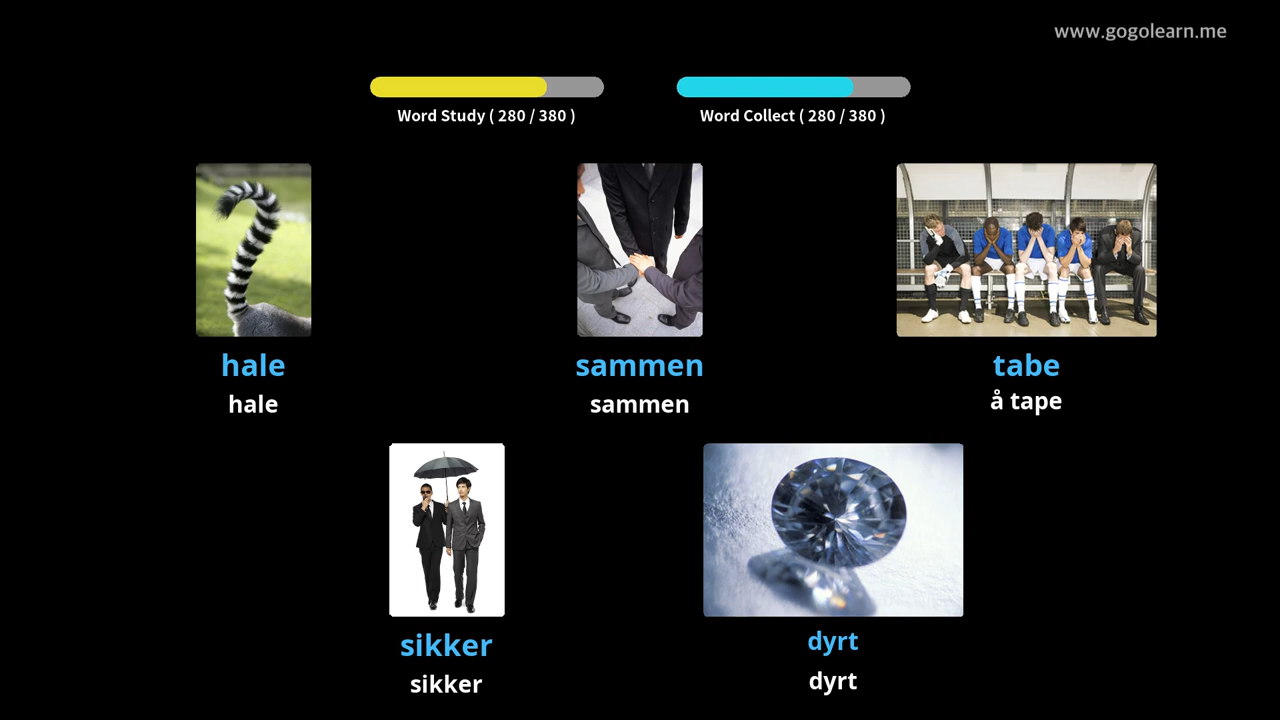 www.gogolearn.me
Word Study ( 280 / 380 )
Word Collect ( 280 / 380 )
hale
hale
sammen
sammen
tabe
å tape
sikker
sikker
dyrt
dyrt